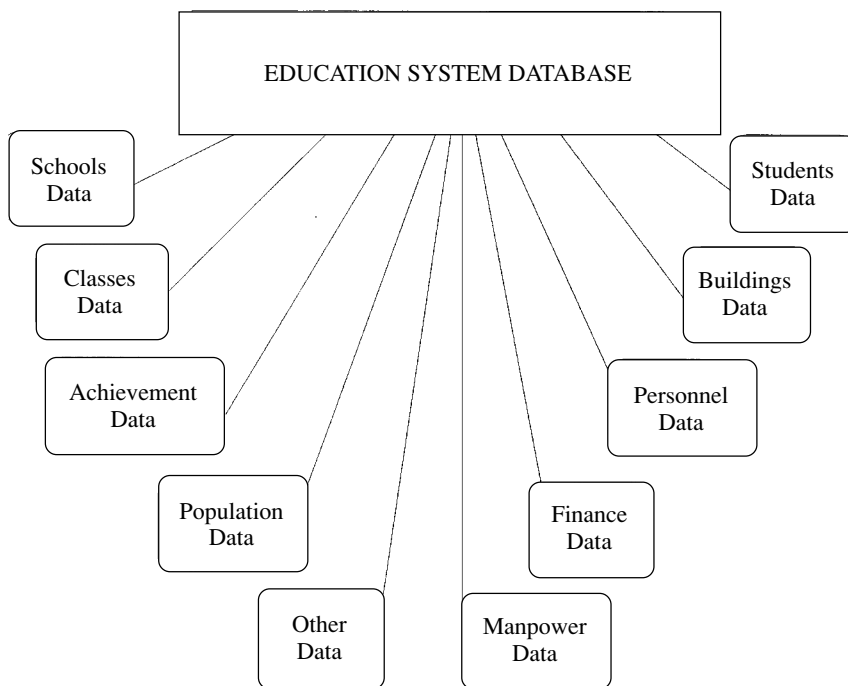 EDUCATION SYSTEM DATABASE
Schools
Data
Students
Data
Classes
Data
Buildings
Data
Achievement
Data
Personnel
Data
Population
Data
Finance
Data
Other
Data
Manpower
Data